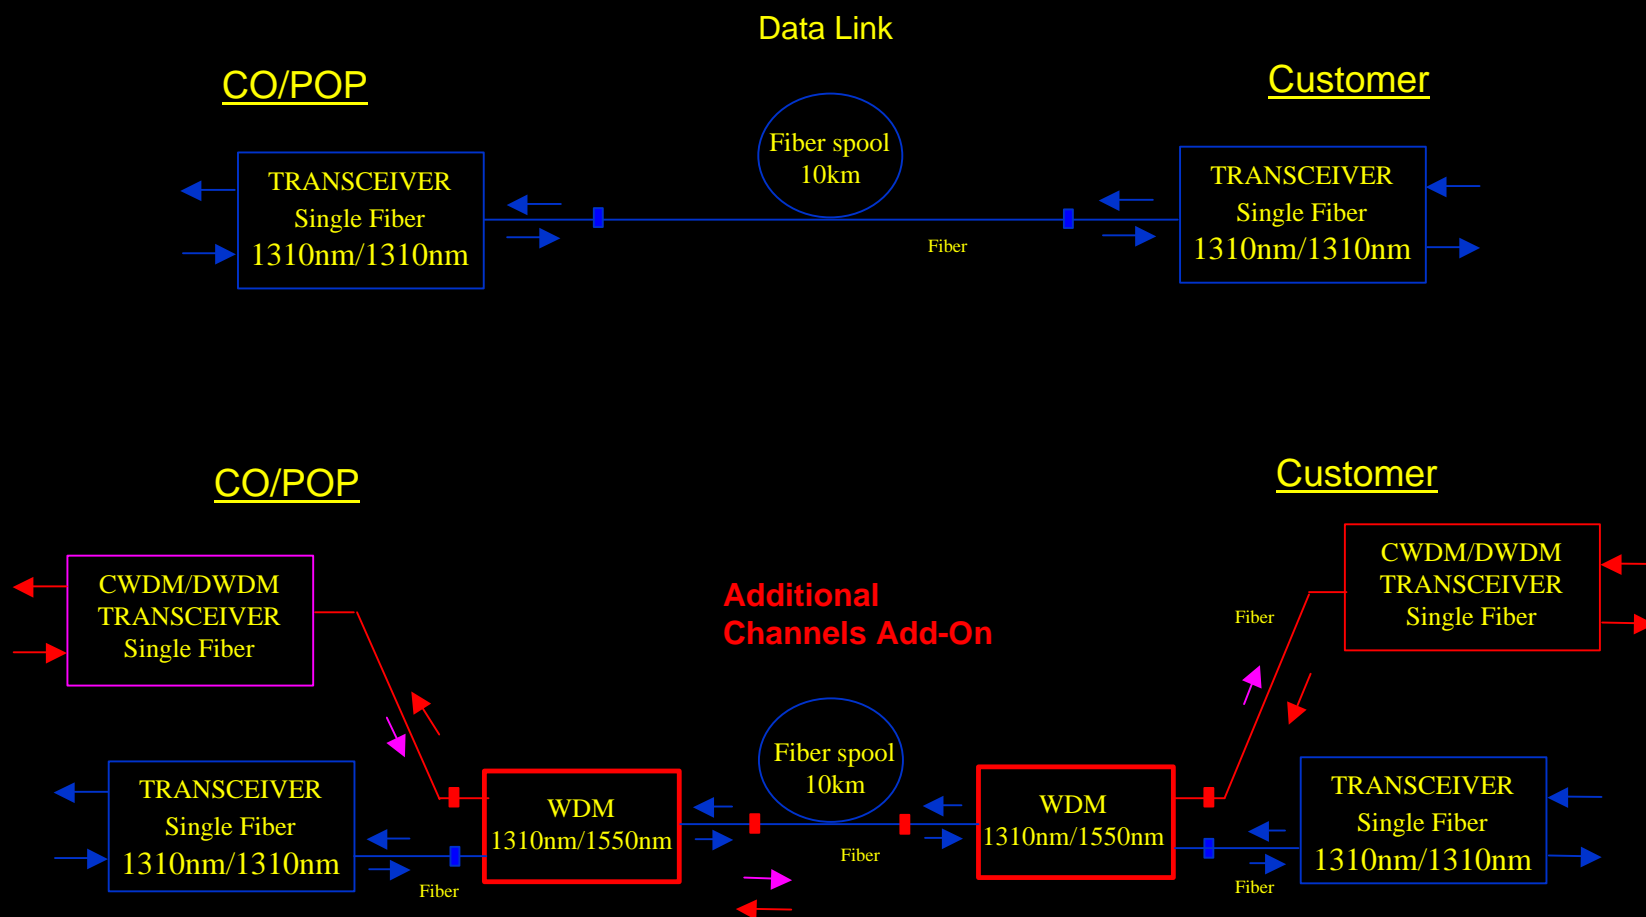 Data Link
CO/POP
Customer
Fiber spool
10km
TRANSCEIVER
Single Fiber
1310nm/1310nm
TRANSCEIVER
Single Fiber
1310nm/1310nm
Fiber
CO/POP
Customer
CWDM/DWDM
TRANSCEIVER
Single Fiber
Additional
Channels Add-On
Fiber
CWDM/DWDM
TRANSCEIVER
Single Fiber
Fiber spool
10km
TRANSCEIVER
Single Fiber
1310nm/1310nm
WDM
1310nm/1550nm
WDM
1310nm/1550nm
TRANSCEIVER
Single Fiber
1310nm/1310nm
Fiber
Fiber
Fiber